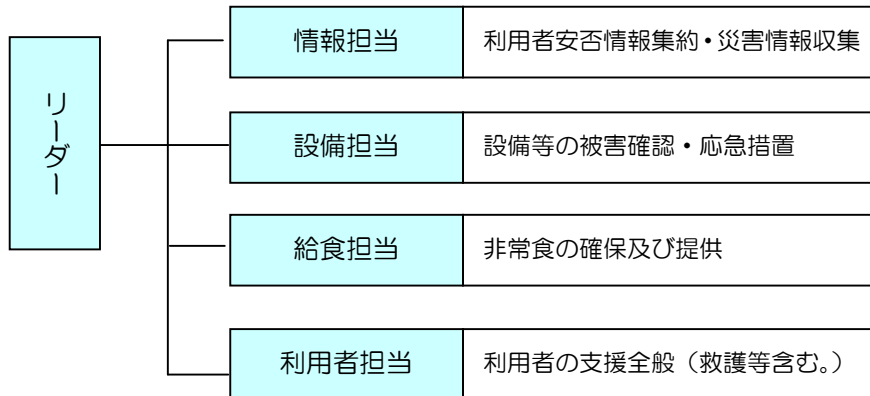 リーダー
情報担当 利用者安否情報集約・災害情報収集
設備担当 設備等の被害確認・応急措置
給食担当 非常食の確保及び提供
利用者担当 利用者の支援全般（救護等含む。）